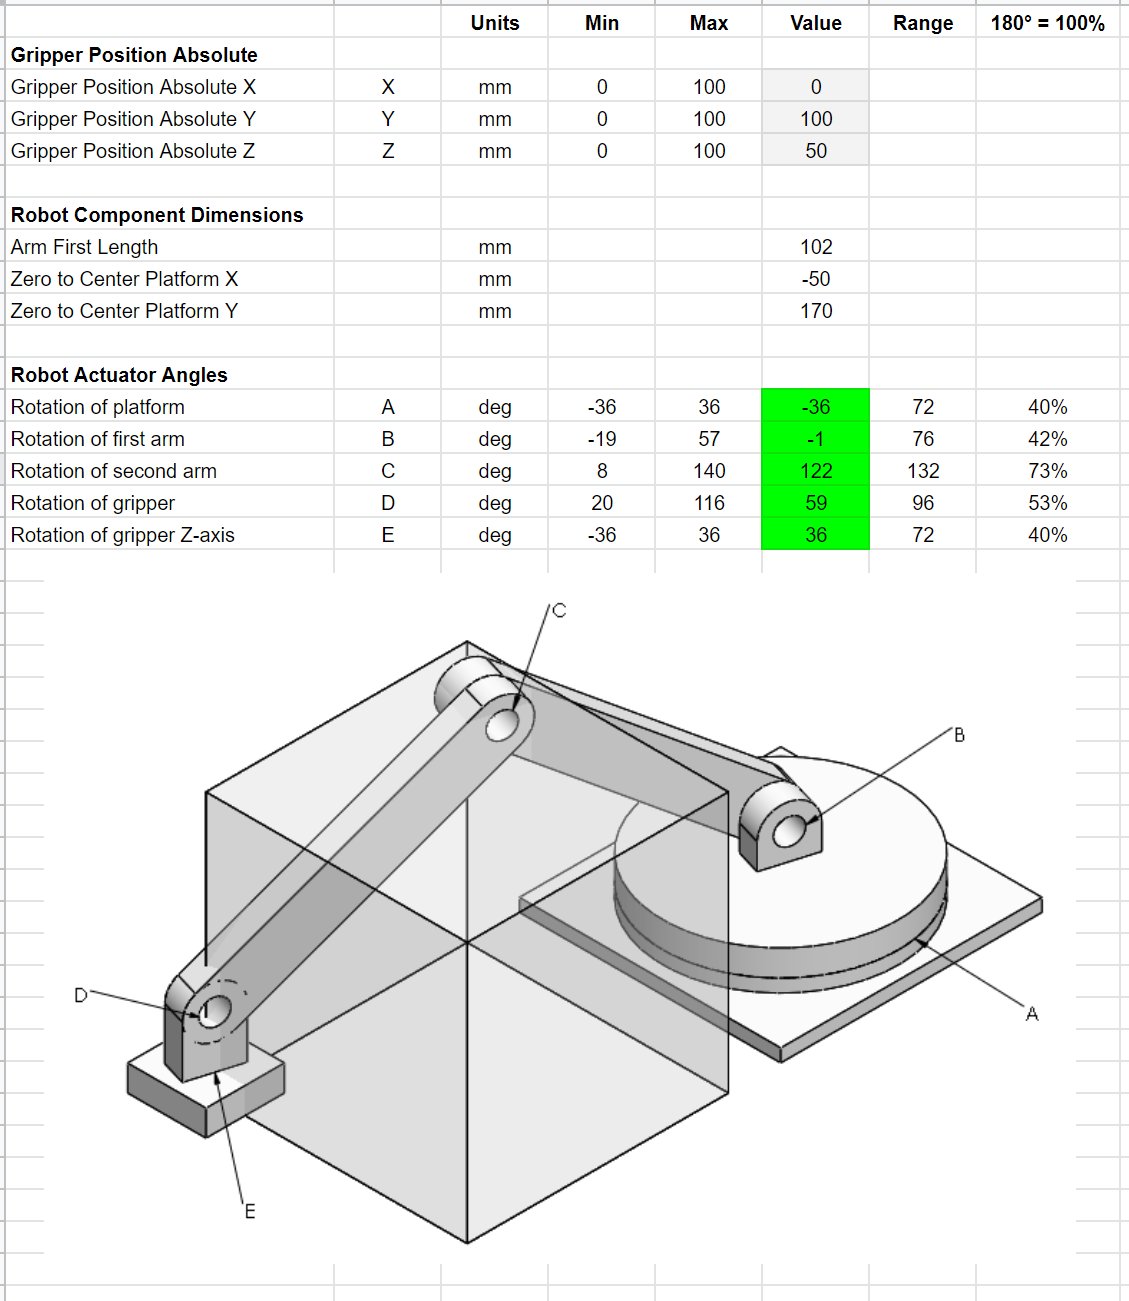 Units Min Max Value Range 180° = 100%
Gripper Position Absolute
Gripper Position Absolute X X mm 0 100 0
Gripper Position Absolute Y Y mm 0 100 100
Gripper Position Absolute Z Z mm 0 100 50
Robot Component Dimensions
Arm First Length mm 102
Zero to Center Platform X mm -50
Zero to Center Platform Y mm 170
Robot Actuator Angles
Rotation of platform A deg -36 36 -36 72 40%
Rotation of first arm B deg -19 57 -1 76 42%
Rotation of second arm C deg 8 140 122 132 73%
Rotation of gripper D deg 20 116 59 96 53%
Rotation of gripper Z-axis E deg -36 36 36 72 40%
C
B
D
A
E